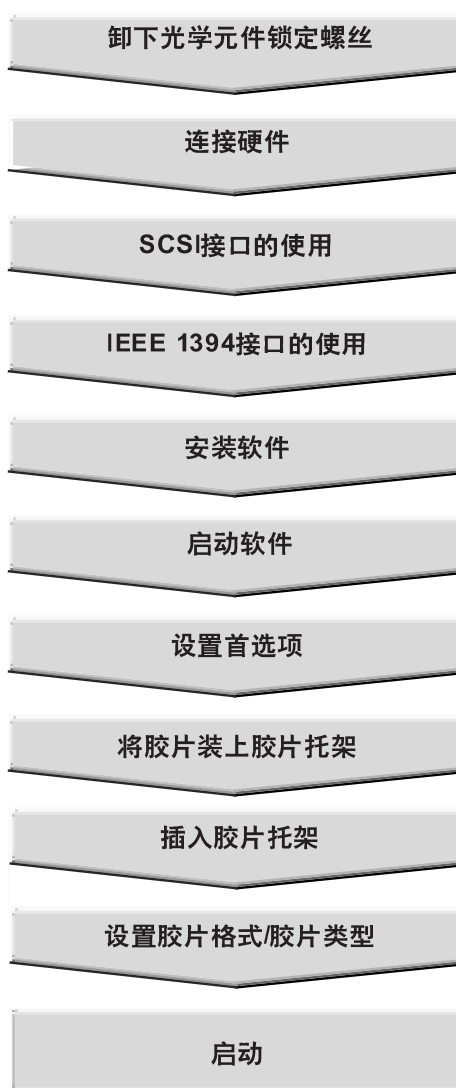 卸下光学元件锁定螺丝
连接硬件
SCSI接口的使用
IEEE 1394接口的使用
安装软件
启动软件
设置首选项
将胶片装上胶片托架
插入胶片托架
设置胶片格式/胶片类型
启动